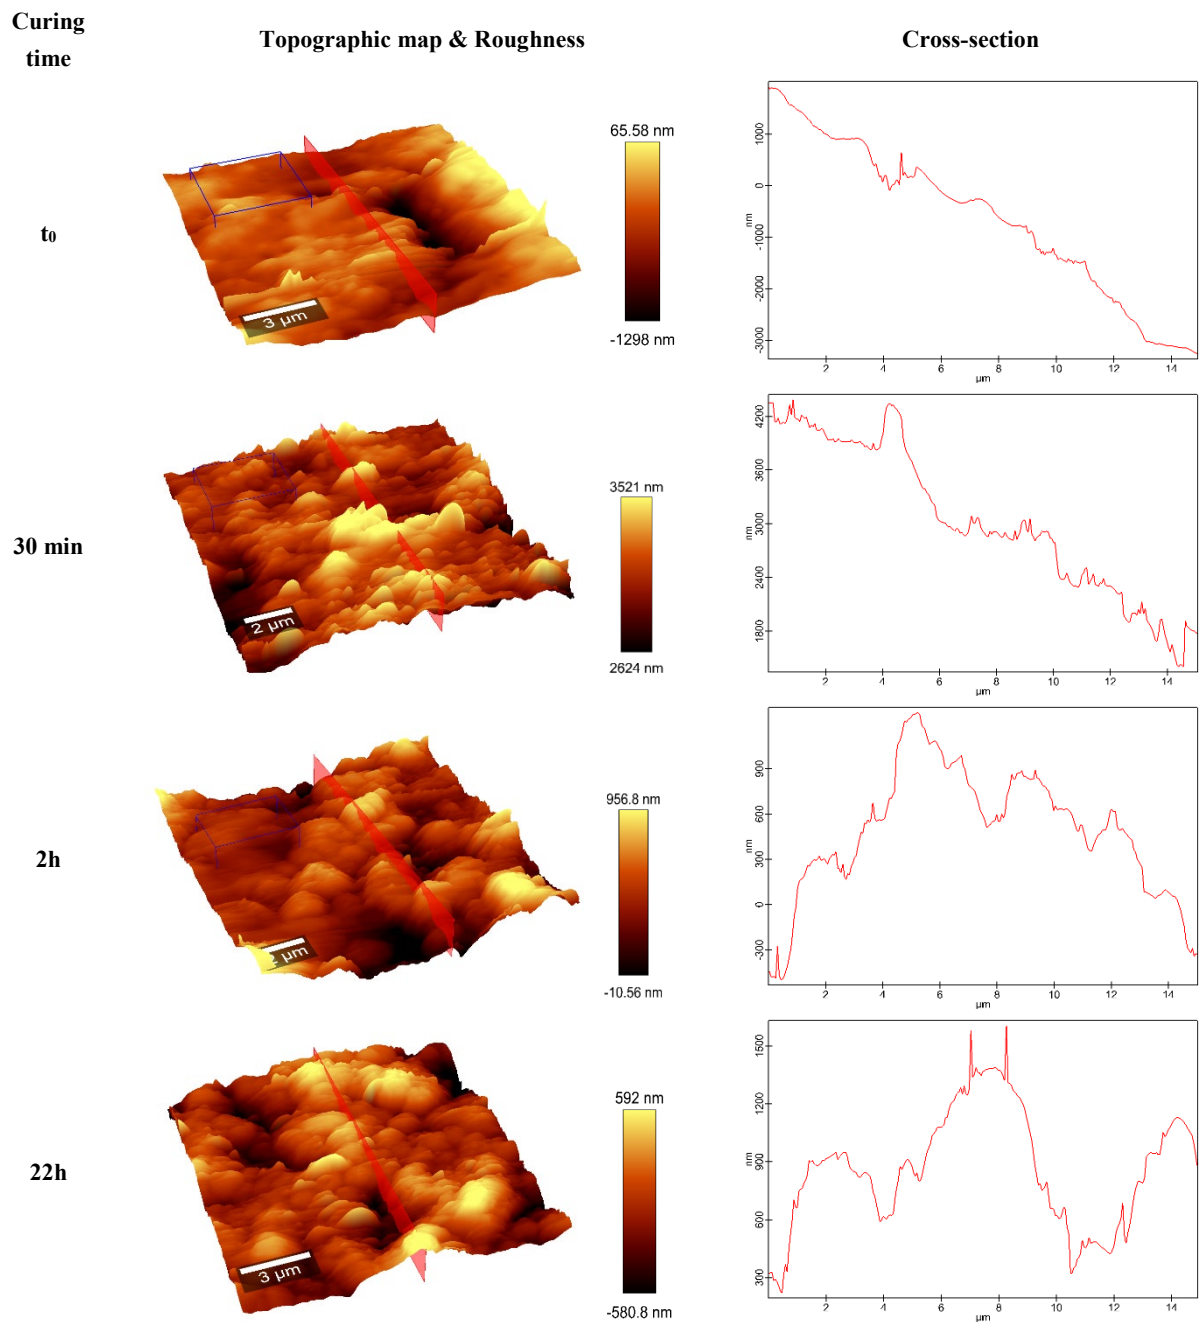 Curing
time
Topographic map & Roughness
Cross-section
t₀
65.58 nm
-1298 nm
3 µm
nm
1000
0
-1000
-2000
-3000
2 4 6 8 10 12 14
µm
30 min
3521 nm
2624 nm
2 µm
nm
4200
3600
3000
2400
1800
2 4 6 8 10 12 14
µm
2h
956.8 nm
-10.56 nm
2 µm
nm
900
600
300
0
-300
2 4 6 8 10 12 14
µm
22h
592 nm
-580.8 nm
3 µm
nm
1500
1200
900
600
300
2 4 6 8 10 12 14
µm